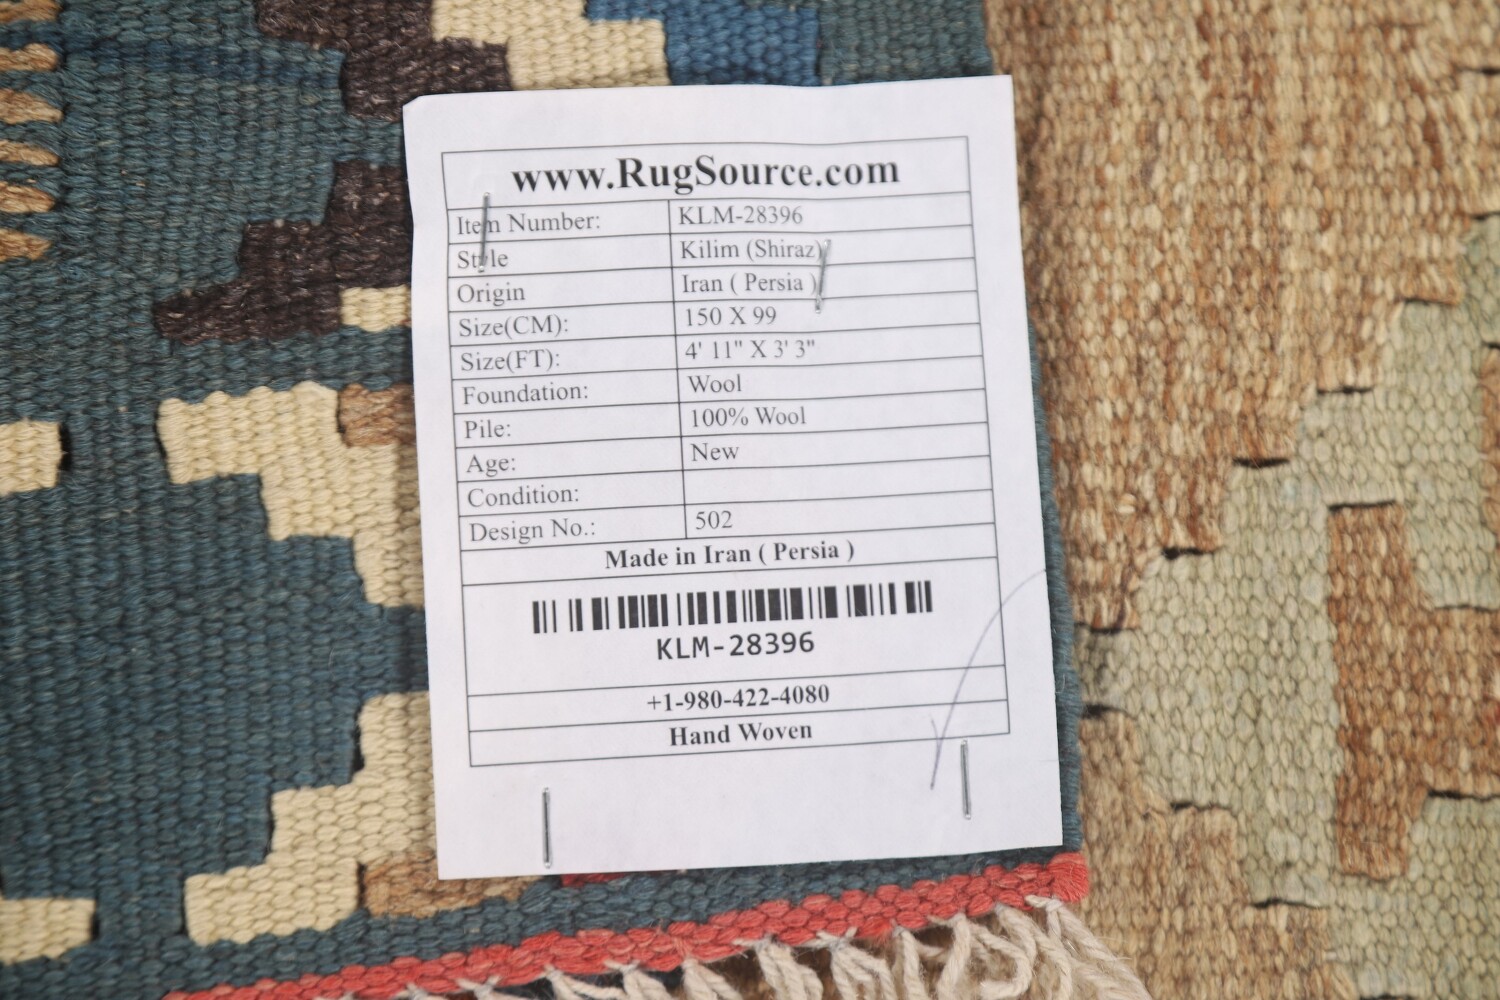 www.RugSource.com
Item Number: KLM-28396
Style Kilim (Shiraz)
Origin Iran ( Persia )
Size(CM): 150 X 99
Size(FT): 4' 11" X 3' 3"
Foundation: Wool
Pile: 100% Wool
Age: New
Condition:
Design No.: 502
Made in Iran ( Persia )
KLM-28396
+1-980-422-4080
Hand Woven